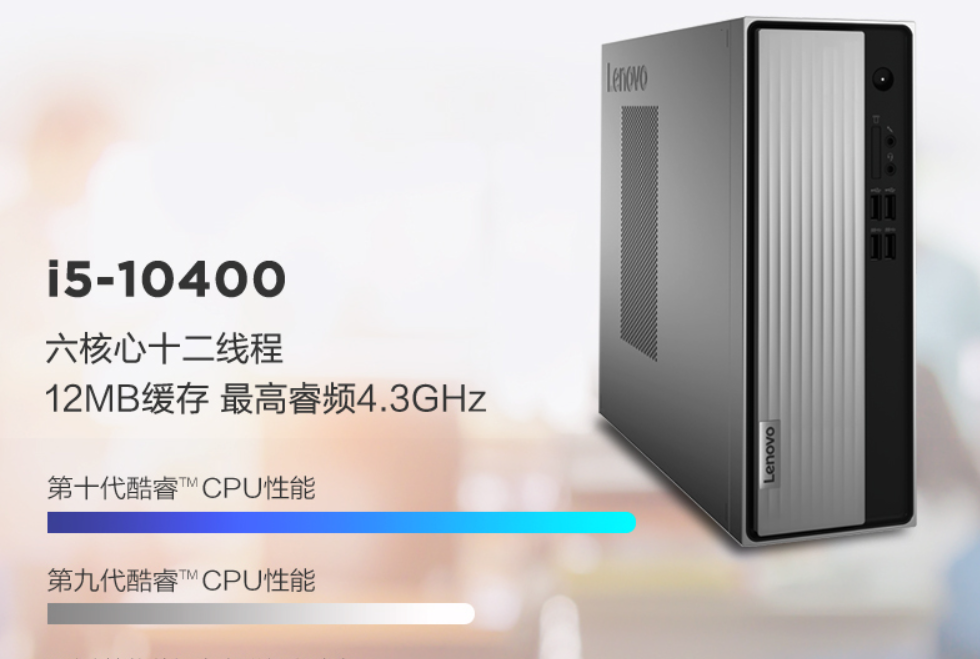 Lenovo
i5-10400
六核心十二线程
12MB缓存 最高睿频4.3GHz
第十代酷睿™CPU性能
第九代酷睿™CPU性能
Lenovo